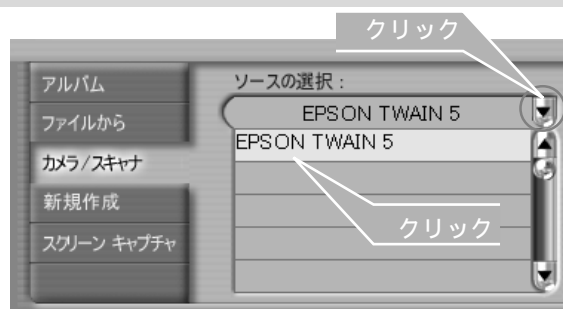 クリック
アルバム
ファイルから
カメラ/スキャナ
新規作成
スクリーン キャプチャ
ソースの選択：
EPSON TWAIN 5
EPSON TWAIN 5
クリック